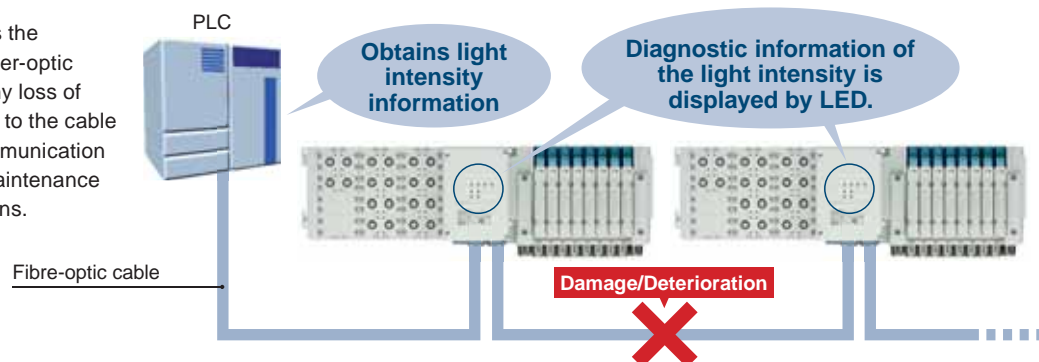 PLC
s the
er-optic
y loss of
to the cable
mmunication
aintenance
ns.
Obtains light
intensity
information
Diagnostic information of
the light intensity is
displayed by LED.
Fibre-optic cable
Damage/Deterioration